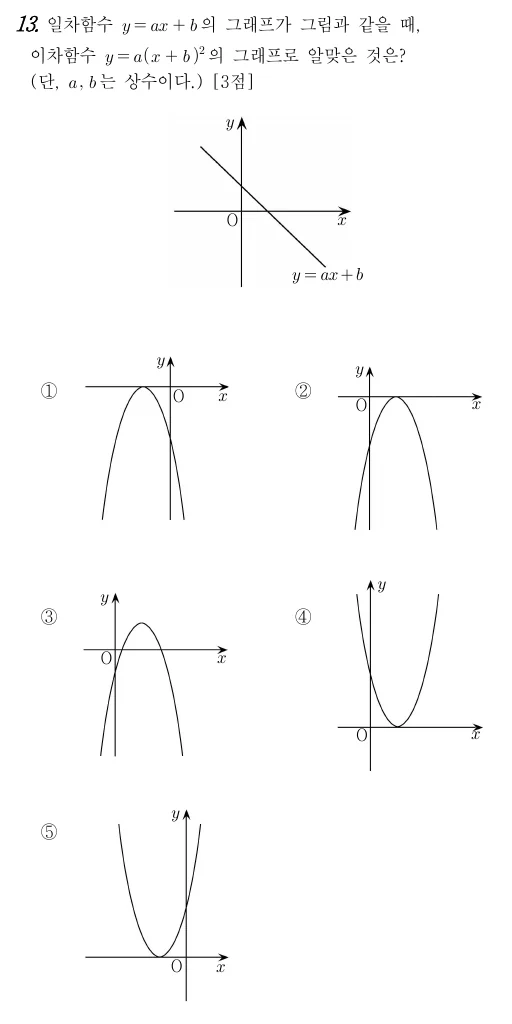 13. 일차함수 y=ax+b의 그래프가 그림과 같을 때,
이차함수 y=a(x+b)²의 그래프로 알맞은 것은?
(단, a, b는 상수이다.) [3점]
y
O
x
y=ax+b
①
y
O
x
②
y
O
x
③
y
O
x
④
y
O
x
⑤
y
O
x